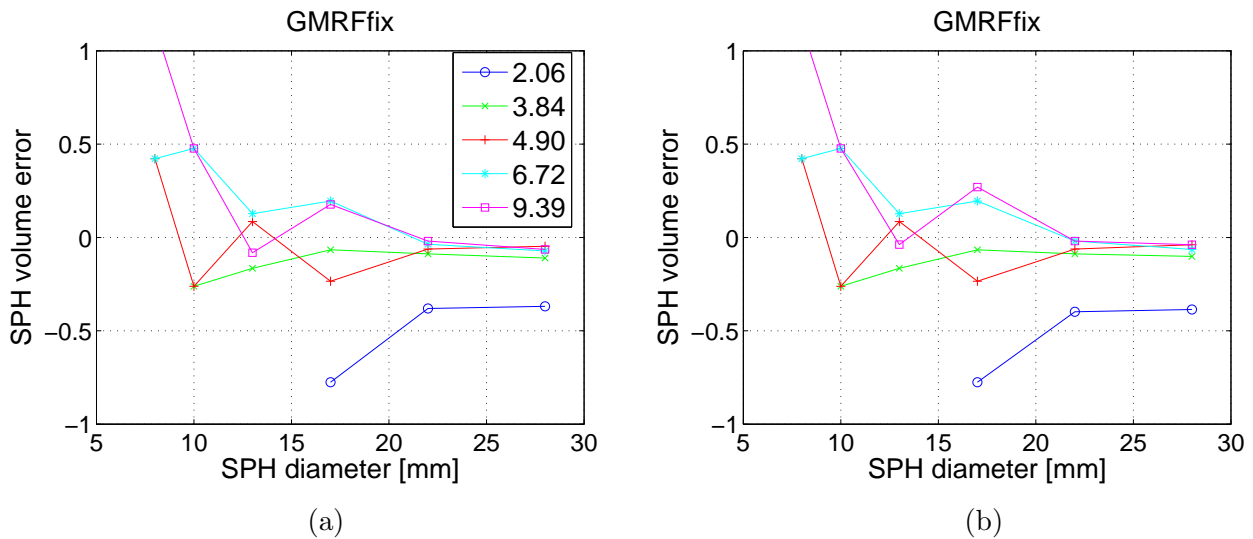 GMRFfix
1
0.5
0
−0.5
−1
SPH volume error
5 10 15 20 25 30
SPH diameter [mm]
2.06
3.84
4.90
6.72
9.39
(a)
GMRFfix
1
0.5
0
−0.5
−1
SPH volume error
5 10 15 20 25 30
SPH diameter [mm]
(b)